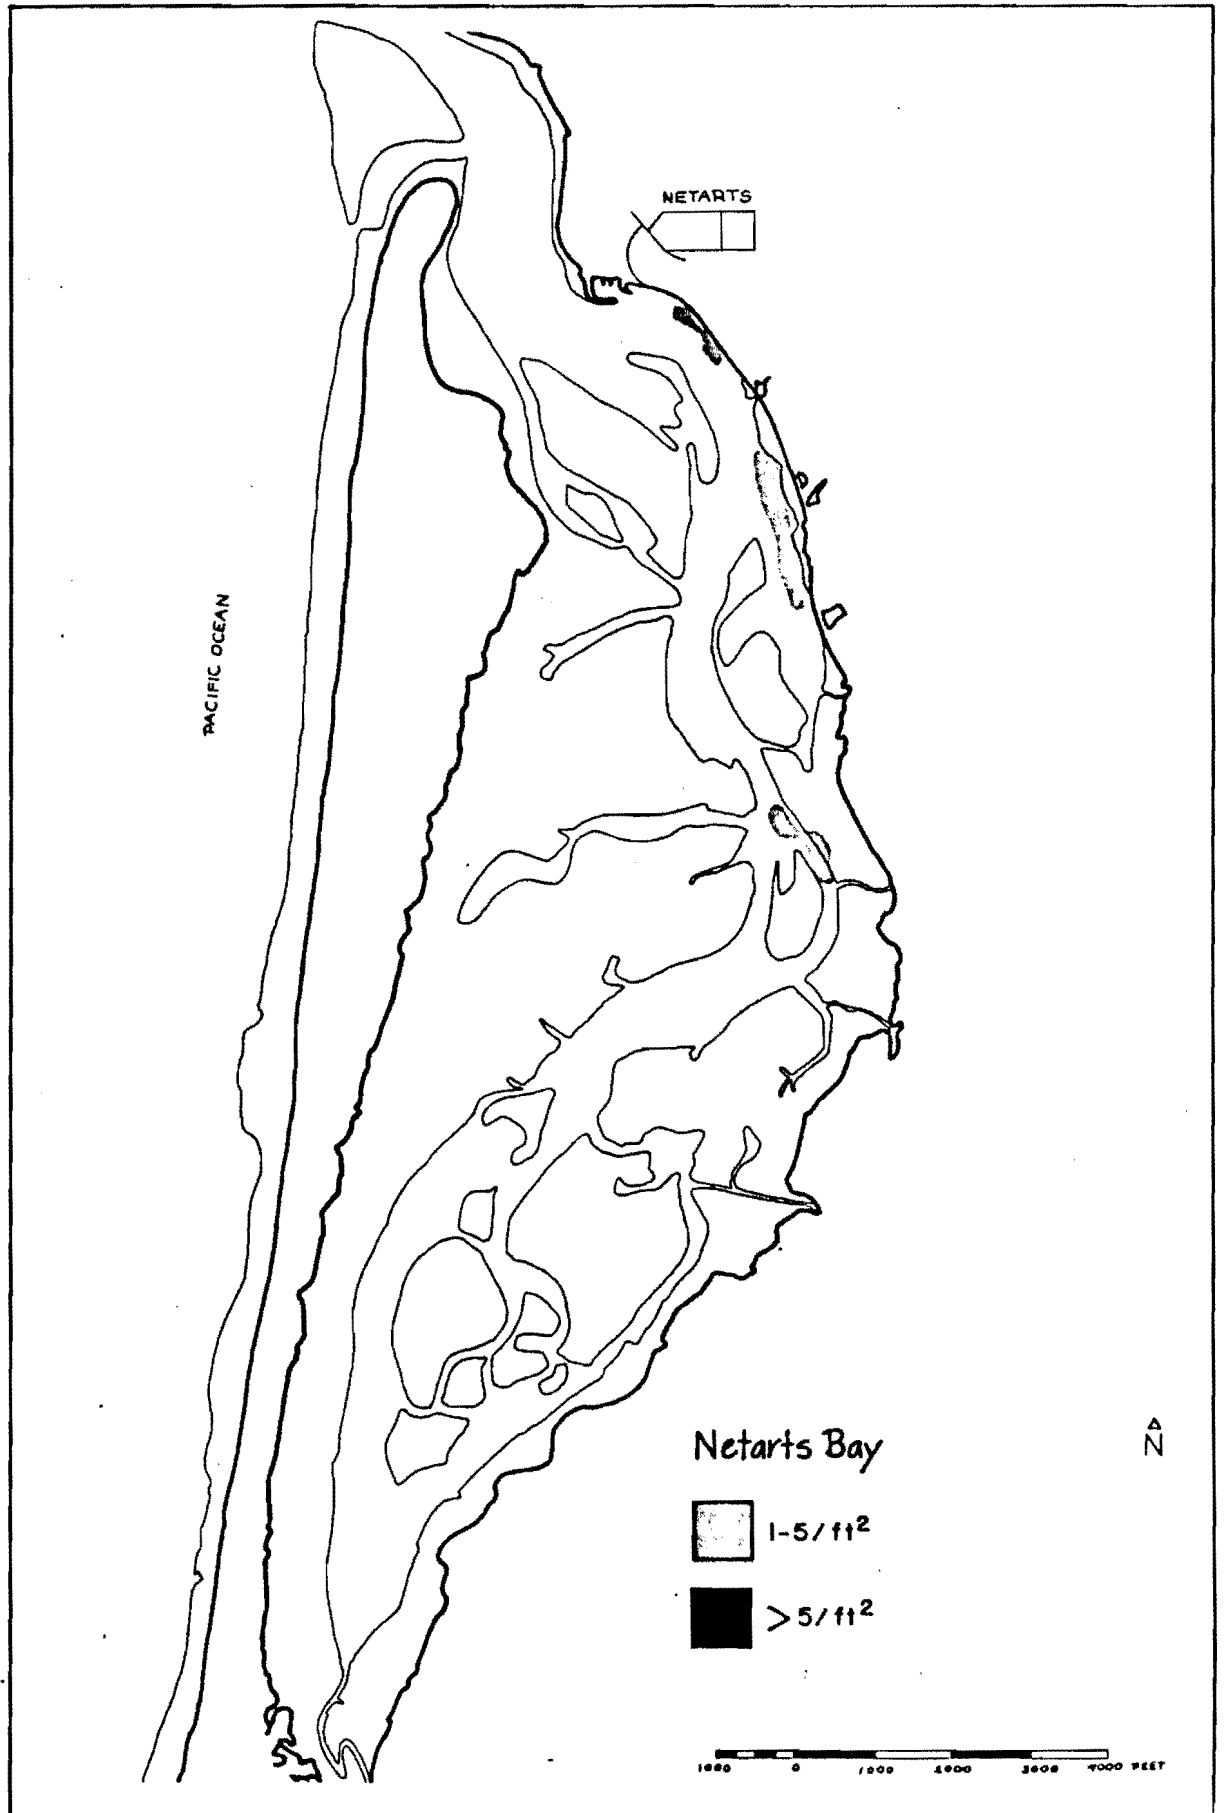 NETARTS
PACIFIC OCEAN
Netarts Bay
N
1-5/ft²
>5/ft²
1000 0 1000 2000 3000 4000 FEET